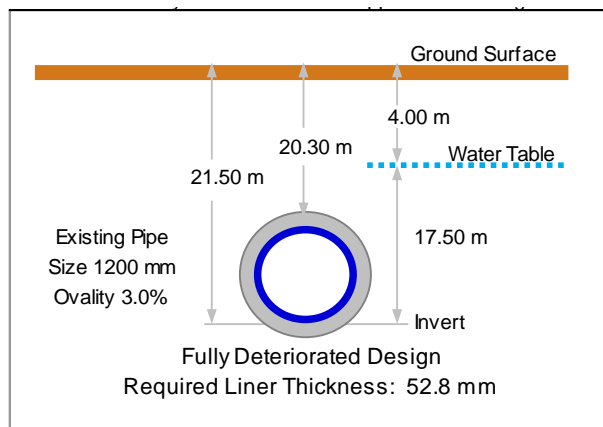 Ground Surface
4.00 m
20.30 m
Water Table
21.50 m
Existing Pipe
Size 1200 mm
Ovality 3.0%
17.50 m
Invert
Fully Deteriorated Design
Required Liner Thickness: 52.8 mm